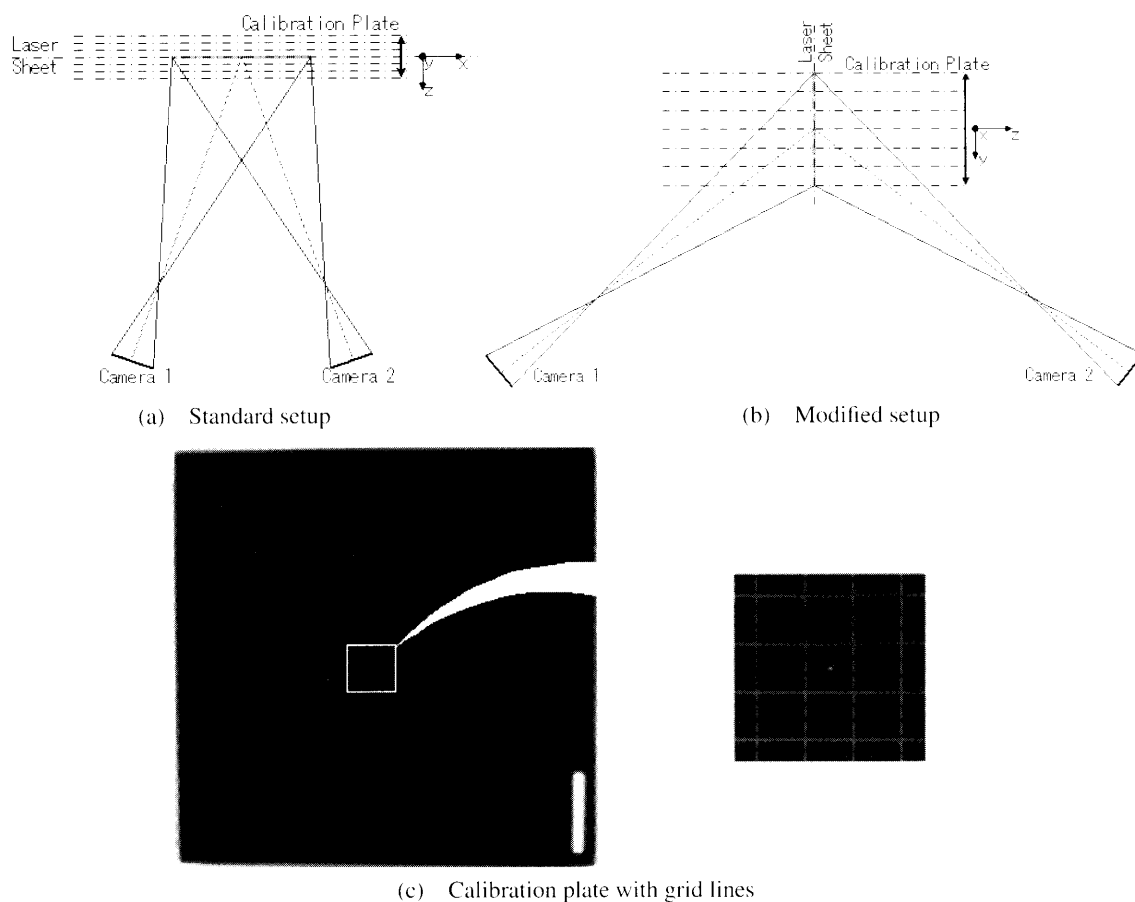 Calibration Plate
Laser
Sheet
x
y
z
Camera 1
Camera 2
(a) Standard setup
Laser
Sheet
Calibration Plate
x
z
Camera 1
Camera 2
(b) Modified setup
(c) Calibration plate with grid lines